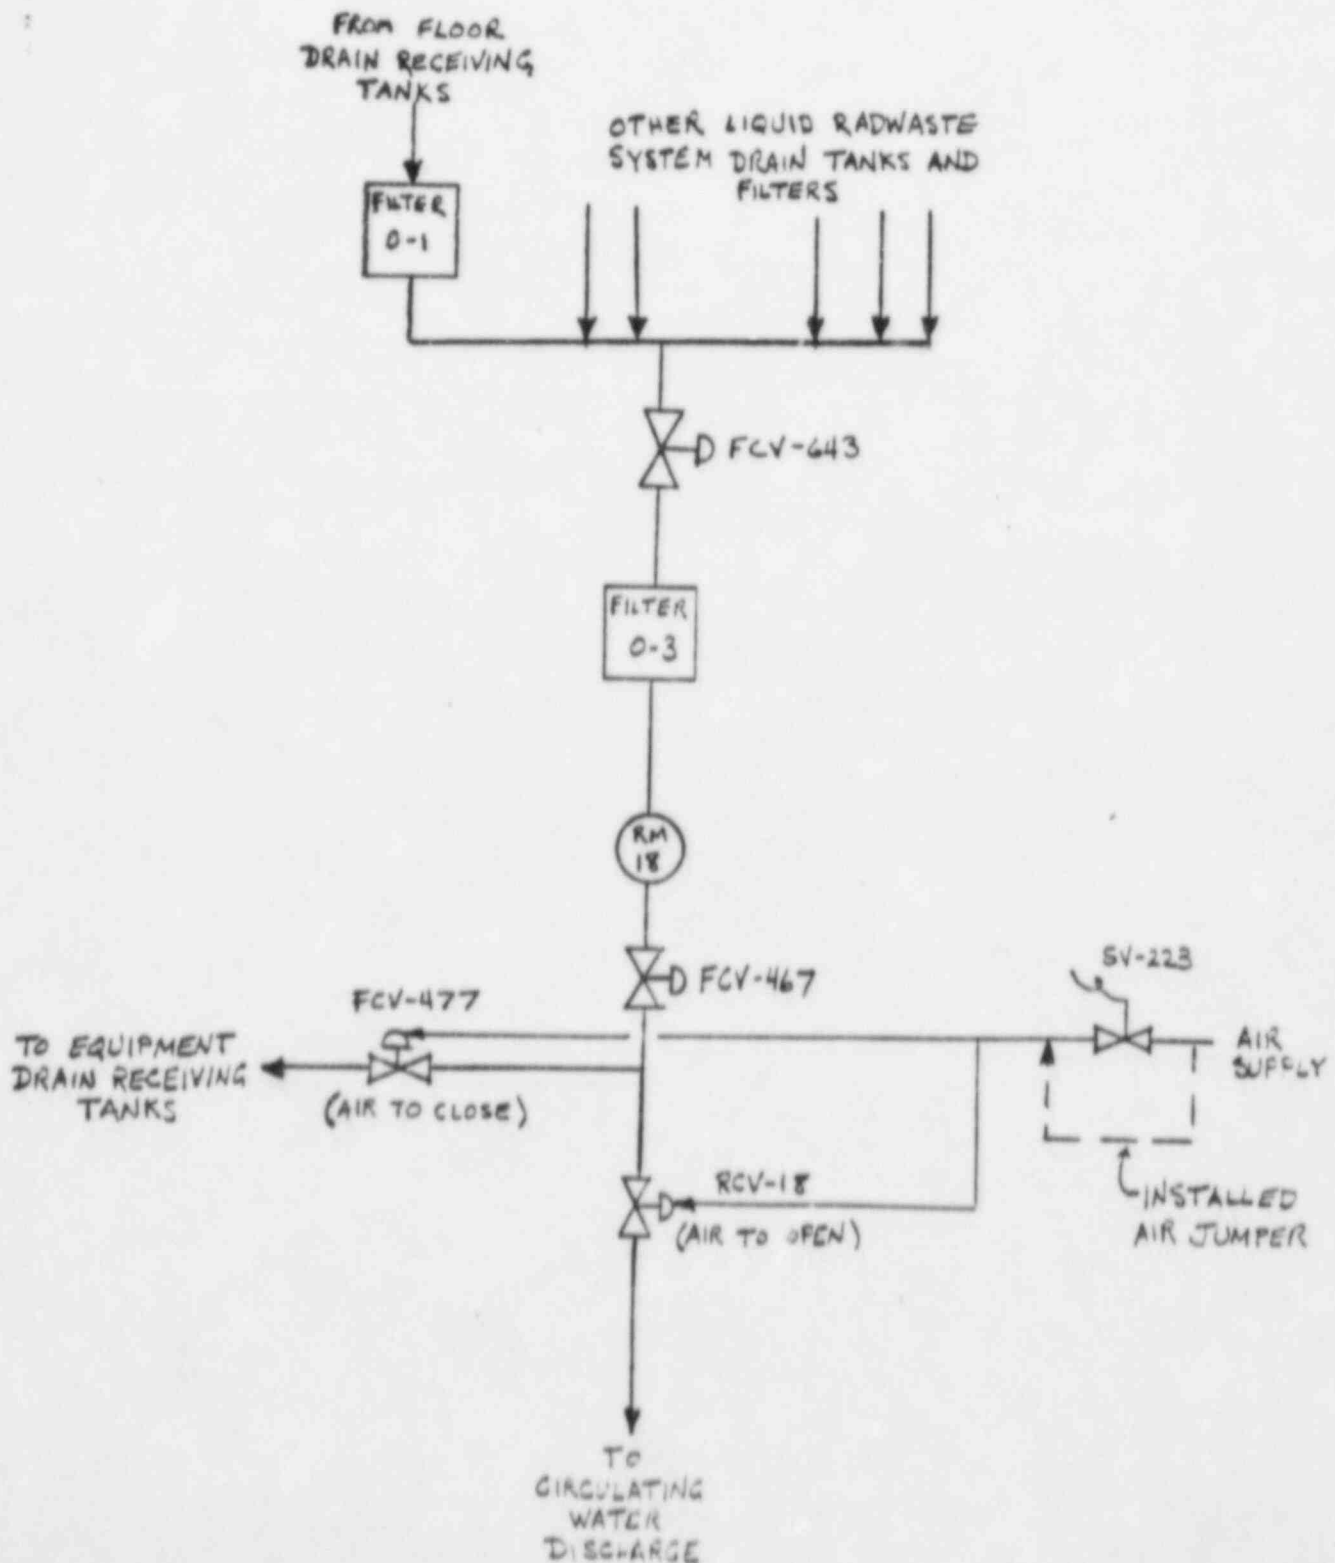 FROM FLOOR
DRAIN RECEIVING
TANKS
OTHER LIQUID RADWASTE
SYSTEM DRAIN TANKS AND
FILTERS
FILTER
0-1
FCV-643
FILTER
0-3
RM
18
FCV-467
SV-223
FCV-477
AIR
SUPPLY
TO EQUIPMENT
DRAIN RECEIVING
TANKS
(AIR TO CLOSE)
RCV-18
(AIR TO OPEN)
INSTALLED
AIR JUMPER
TO
CIRCULATING
WATER
DISCHARGE